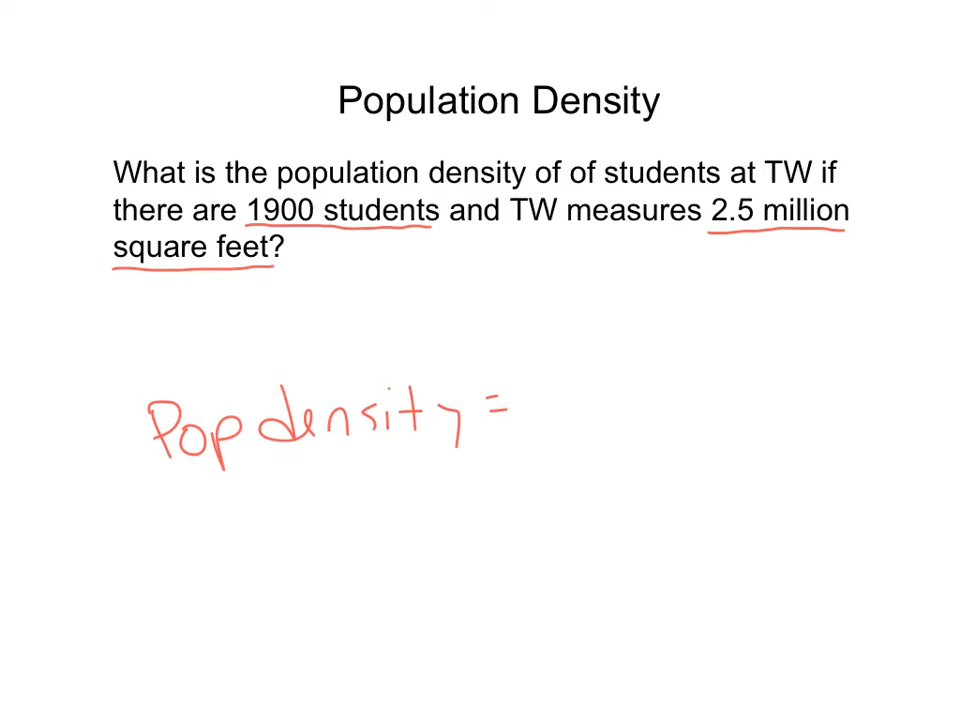 Population Density
What is the population density of of students at TW if
there are 1900 students and TW measures 2.5 million
square feet?
Pop density =